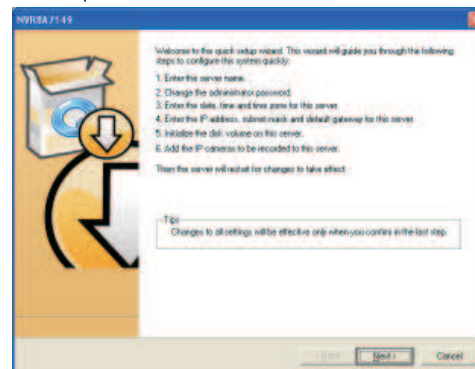 NVR8A7149
Welcome to the quick setup wizard. This wizard will guide you through the following
steps to configure this system quickly:
1. Enter the server name.
2. Change the administrator password.
3. Enter the date, time and time zone for this server.
4. Enter the IP address, subnet mask and default gateway for this server.
5. Initialize the disk volume on this server.
6. Add the IP cameras to be recorded to this server.
Then the server will restart for changes to take effect.
Tips
Changes to all settings will be effective only when you confirm in the last step.
< Back
Next >
Cancel